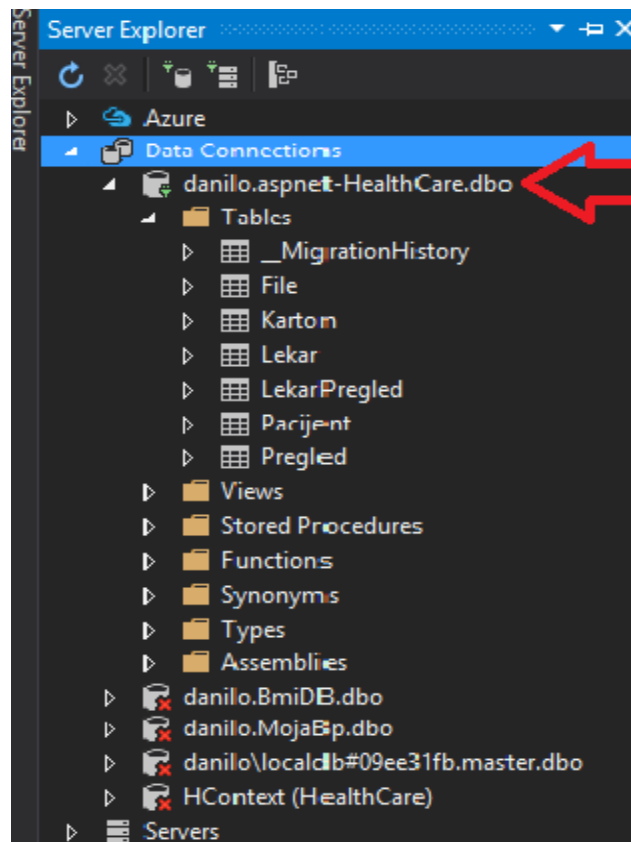 Server Explorer
Server Explorer
Azure
Data Connections
danilo.aspnet-HealthCare.dbo
Tables
__MigrationHistory
File
Karton
Lekar
LekarPregled
Pacijent
Pregled
Views
Stored Procedures
Functions
Synonyms
Types
Assemblies
danilo.BmiDB.dbo
danilo.MojaBp.dbo
danilo\localdb#09ee31fb.master.dbo
HContext (HealthCare)
Servers